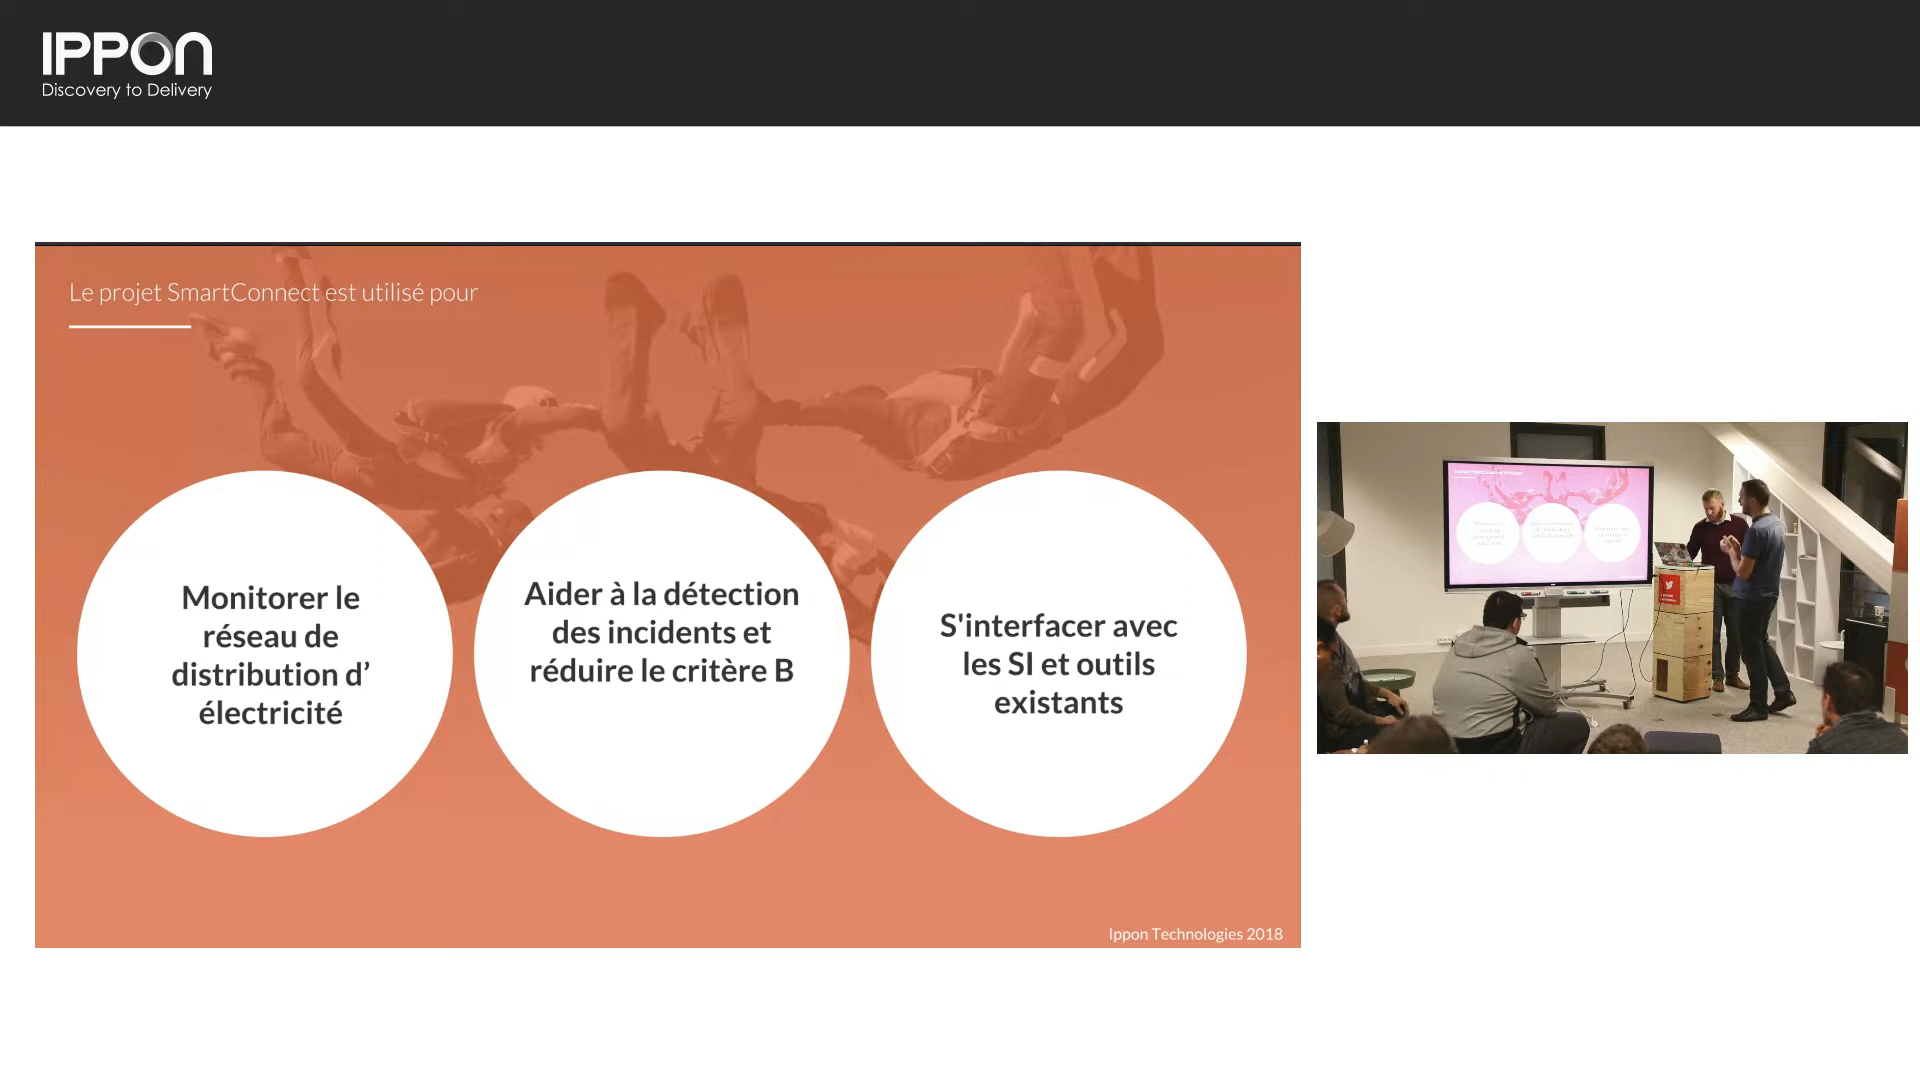 IPPON
Discovery to Delivery
Le projet SmartConnect est utilisé pour
Monitorer le
réseau de
distribution d’
électricité
Aider à la détection
des incidents et
réduire le critère B
S'interfacer avec
les SI et outils
existants
Ippon Technologies 2018